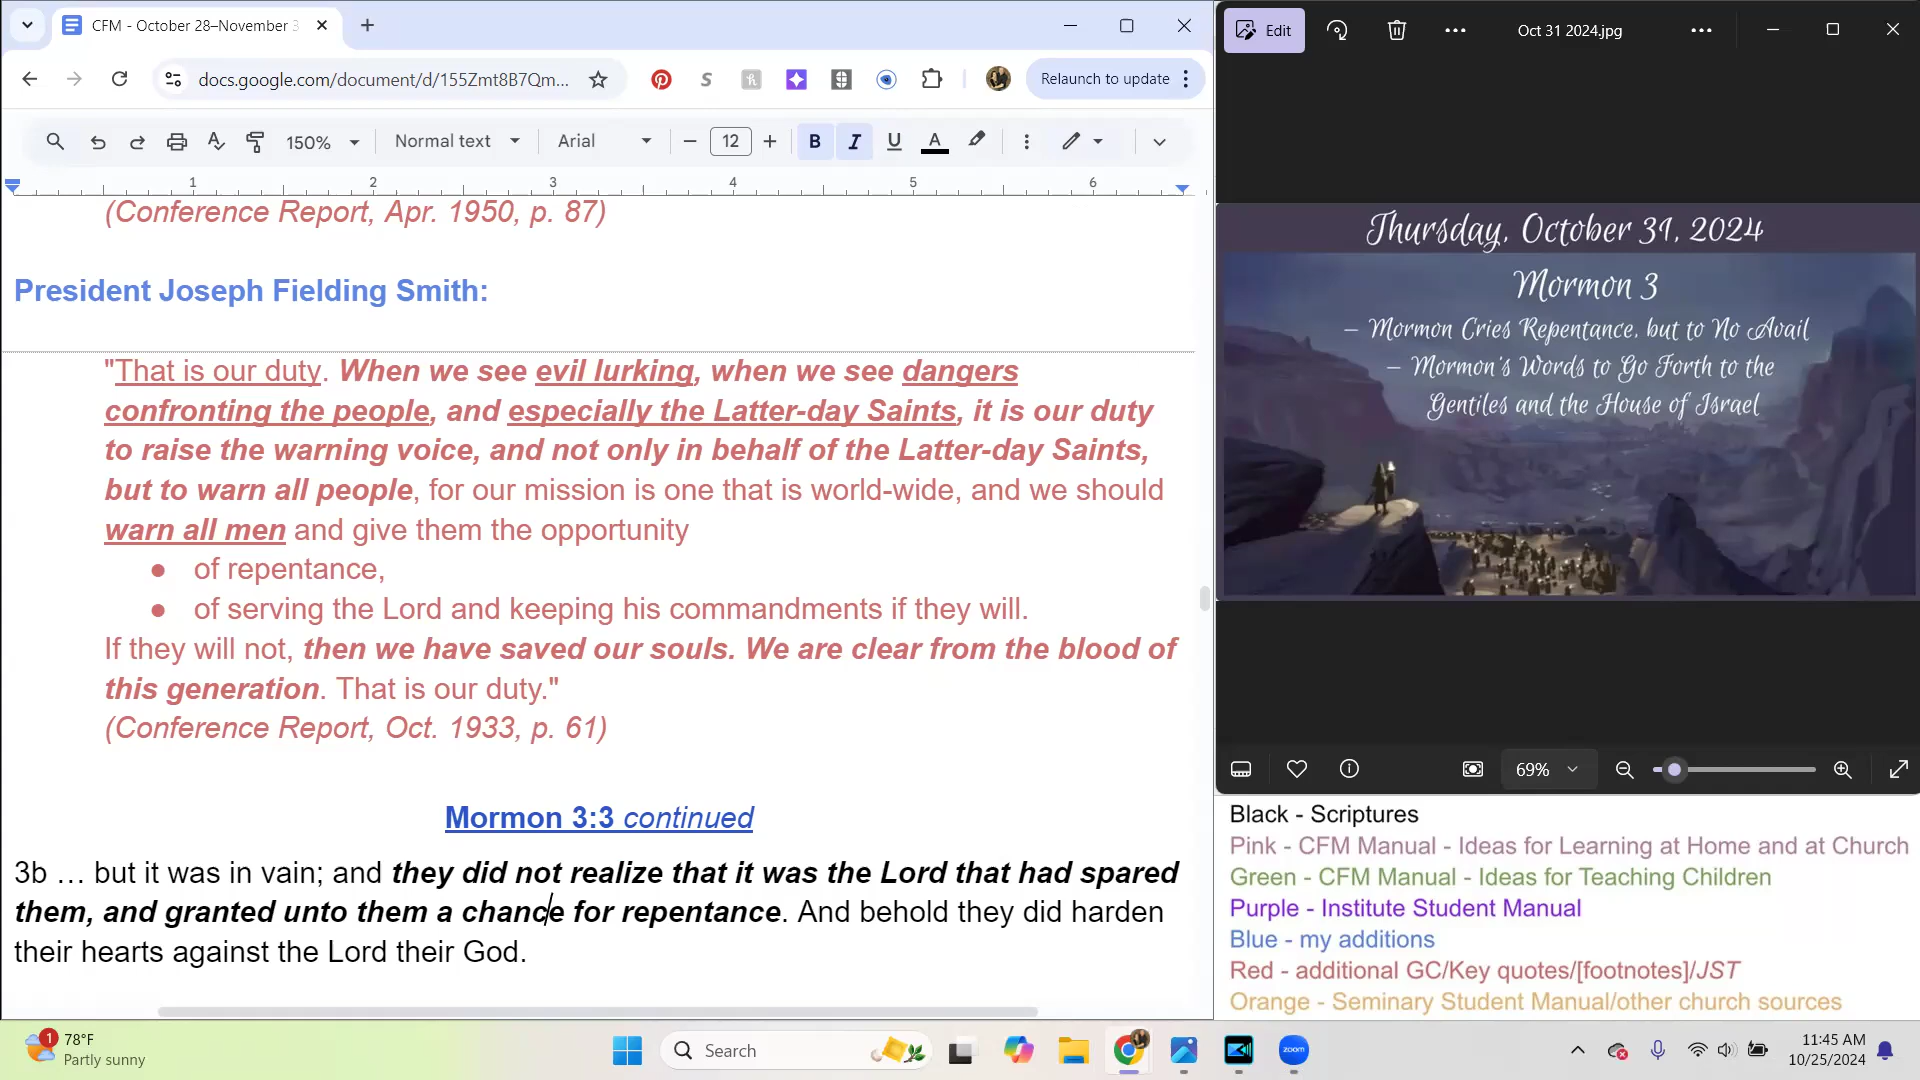 CFM - October 28–November 3
docs.google.com/document/d/155Zmt8B7Qm...
Relaunch to update
150%
Normal text
Arial
12
B
I
U
A
1
2
3
4
5
6
(Conference Report, Apr. 1950, p. 87)
President Joseph Fielding Smith:
"That is our duty. When we see evil lurking, when we see dangers
confronting the people, and especially the Latter-day Saints, it is our duty
to raise the warning voice, and not only in behalf of the Latter-day Saints,
but to warn all people, for our mission is one that is world-wide, and we should
warn all men and give them the opportunity
● of repentance,
● of serving the Lord and keeping his commandments if they will.
If they will not, then we have saved our souls. We are clear from the blood of
this generation. That is our duty."
(Conference Report, Oct. 1933, p. 61)
Mormon 3:3 continued
3b … but it was in vain; and they did not realize that it was the Lord that had spared
them, and granted unto them a chance for repentance. And behold they did harden
their hearts against the Lord their God.
Edit
Oct 31 2024.jpg
Thursday, October 31, 2024
Mormon 3
– Mormon Cries Repentance, but to No Avail
– Mormon's Words to Go Forth to the
Gentiles and the House of Israel
69%
Black - Scriptures
Pink - CFM Manual - Ideas for Learning at Home and at Church
Green - CFM Manual - Ideas for Teaching Children
Purple - Institute Student Manual
Blue - my additions
Red - additional GC/Key quotes/[footnotes]/JST
Orange - Seminary Student Manual/other church sources
1
78°F
Partly sunny
Search
zoom
11:45 AM
10/25/2024